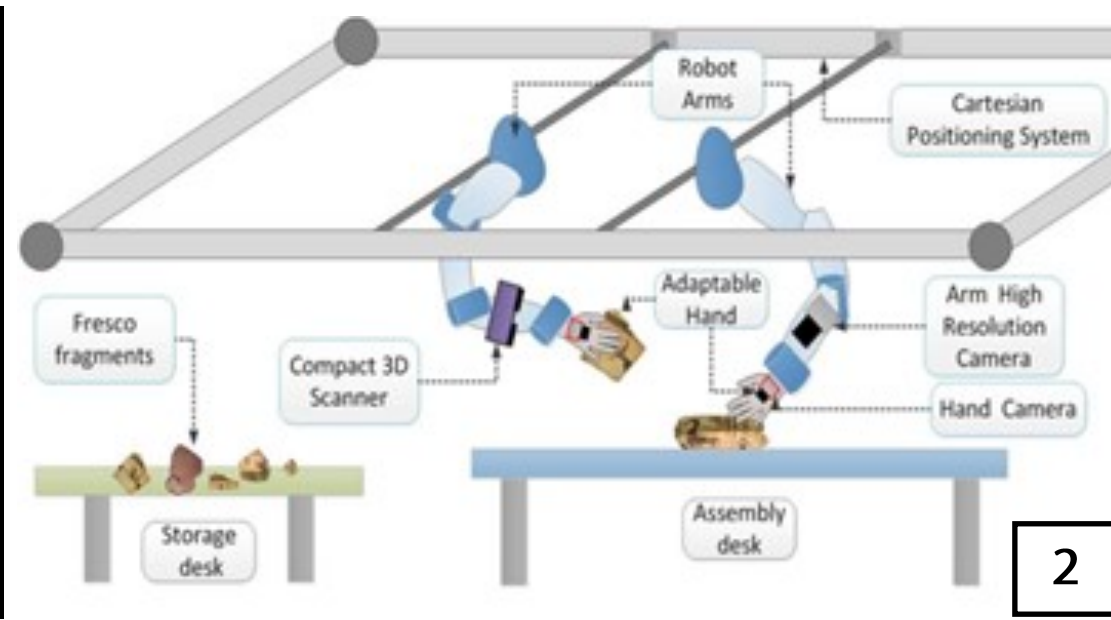 Robot
Arms
Cartesian
Positioning System
Adaptable
Hand
Arm High
Resolution
Camera
Fresco
fragments
Compact 3D
Scanner
Hand Camera
Assembly
desk
Storage
desk
2